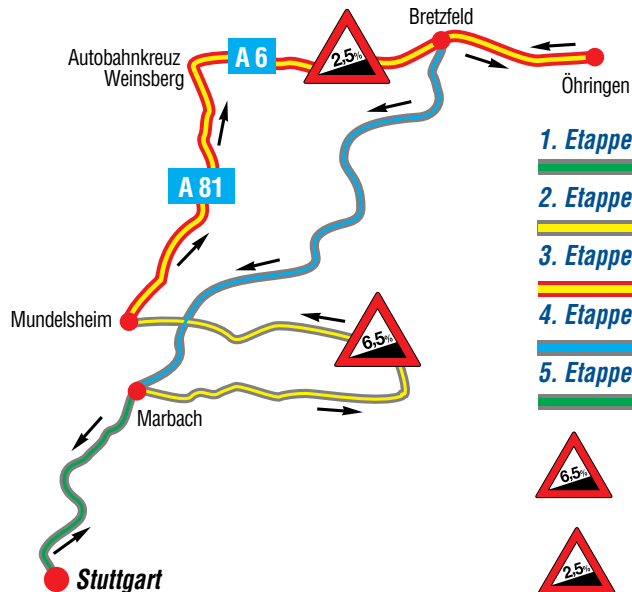 Bretzfeld
Autobahnkreuz
Weinsberg
A 6
2,5%
Öhringen
1. Etappe
A 81
2. Etappe
3. Etappe
Mundelsheim
4. Etappe
6,5%
5. Etappe
Marbach
6,5%
2,5%
Stuttgart